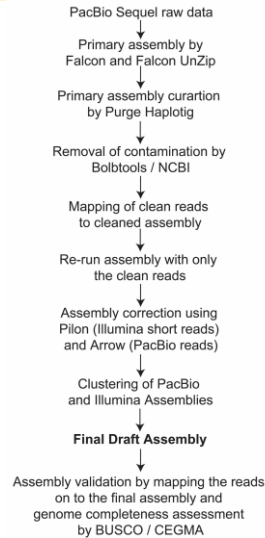 PacBio Sequel raw data
Primary assembly by
Falcon and Falcon UnZip
Primary assembly curartion
by Purge Haplotig
Removal of contamination by
Bolbtools / NCBI
Mapping of clean reads
to cleaned assembly
Re-run assembly with only
the clean reads
Assembly correction using
Pilon (Illumina short reads)
and Arrow (PacBio reads)
Clustering of PacBio
and Illumina Assemblies
Final Draft Assembly
Assembly validation by mapping the reads
on to the final assembly and
genome completeness assessment
by BUSCO / CEGMA